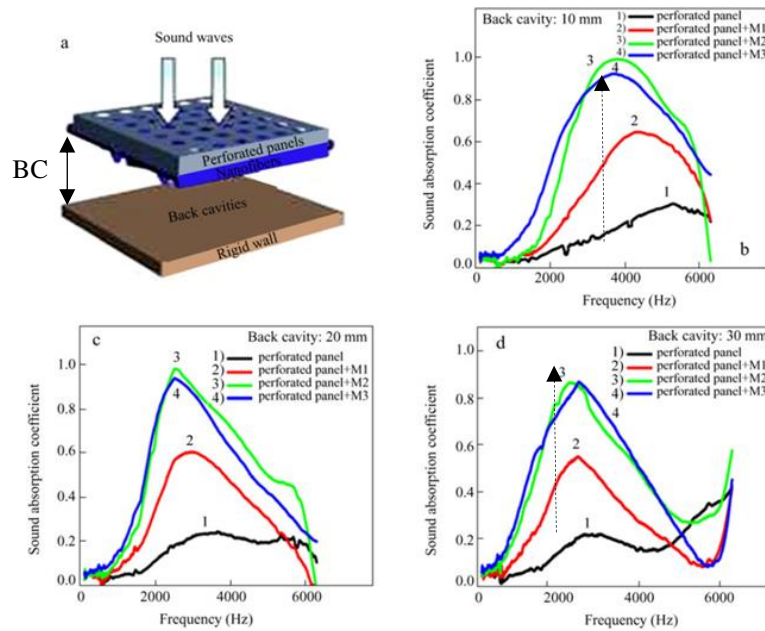 a
Sound waves
BC
Perforated panels
Nanofibers
Back cavities
Rigid wall
Back cavity: 10 mm
1) perforated panel
2) perforated panel+M1
3) perforated panel+M2
4) perforated panel+M3
Sound absorption coefficient
1.0
0.8
0.6
0.4
0.2
0.0
3
4
2
1
b
0 2000 4000 6000
Frequency (Hz)
c
Back cavity: 20 mm
1) perforated panel
2) perforated panel+M1
3) perforated panel+M2
4) perforated panel+M3
Sound absorption coefficient
1.0
0.8
0.6
0.4
0.2
0.0
3
4
2
1
0 2000 4000 6000
Frequency (Hz)
d
Back cavity: 30 mm
1) perforated panel
2) perforated panel+M1
3) perforated panel+M2
4) perforated panel+M3
Sound absorption coefficient
1.0
0.8
0.6
0.4
0.2
0.0
3
4
2
1
0 2000 4000 6000
Frequency (Hz)